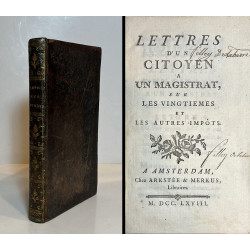 LETTRES
D'UN
CITOYEN
A
UN MAGISTRAT,
SUR
LES VINGTIEMES
ET
LES AUTRES IMPÔTS.
A AMSTERDAM,
Chez ARKSTÉE & MERKUS,
Libraires.
M. DCC. LXVIII.